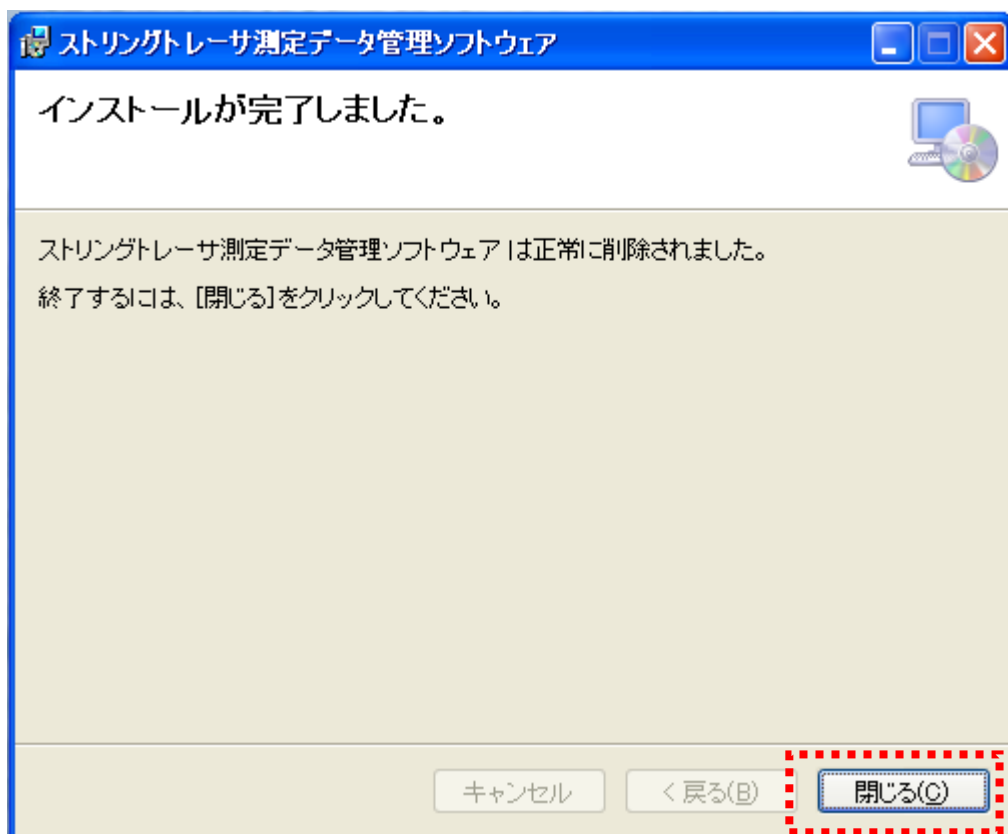 ストリングトレーサ測定データ管理ソフトウェア
インストールが完了しました。
ストリングトレーサ測定データ管理ソフトウェア は正常に削除されました。
終了するには、[閉じる]をクリックしてください。
キャンセル < 戻る(B) 閉じる(C)